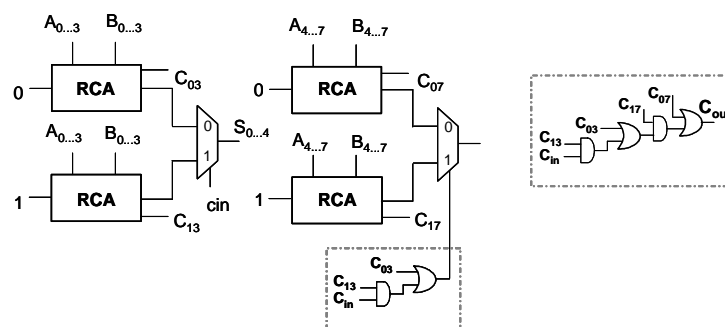 A0...3 B0...3
0 RCA C03
A0...3 B0...3
1 RCA C13
0
1
S0...4
cin
A4...7 B4...7
0 RCA C07
A4...7 B4...7
1 RCA C17
0
1
C03
C13
Cin
C07
C17
C03
C13
Cin
Cou